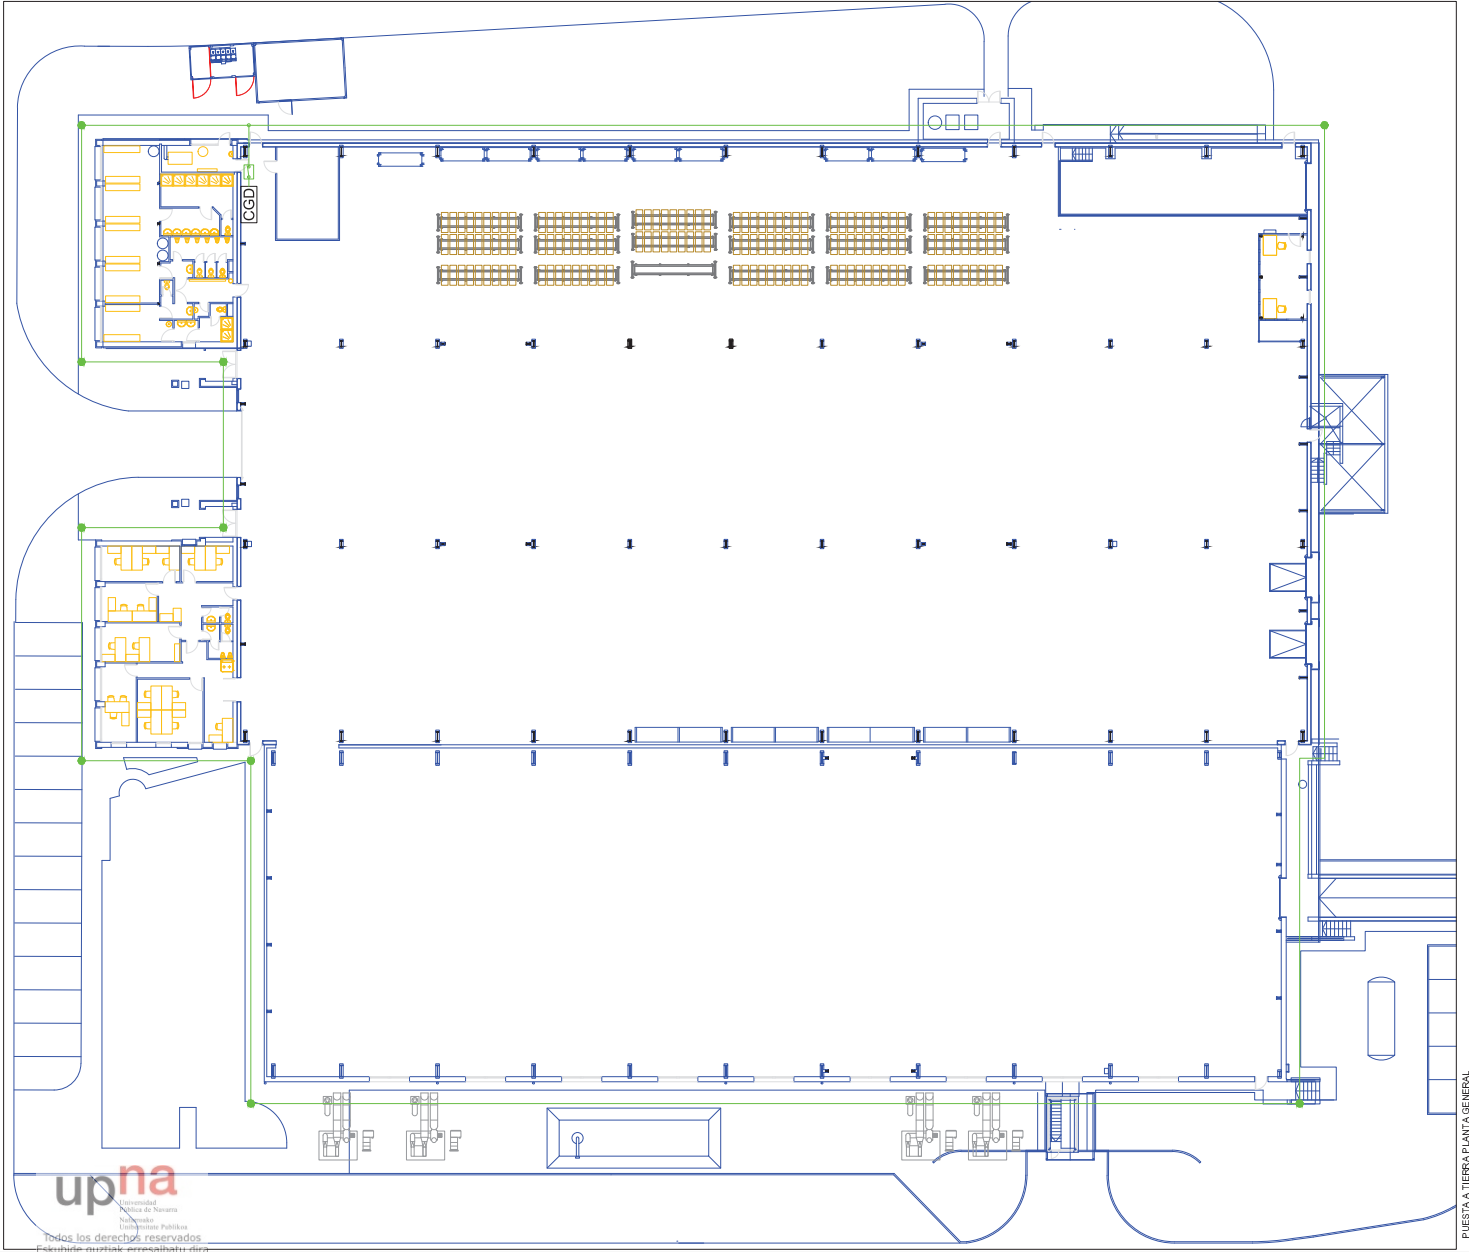 CGD
PUESTA A TIERRA PLANTA GENERAL
upna
Universidad
Pública de Navarra
Nafarroako
Unibertsitate Publikoa
Todos los derechos reservados
Eskubide guztiak erresalbatu dira